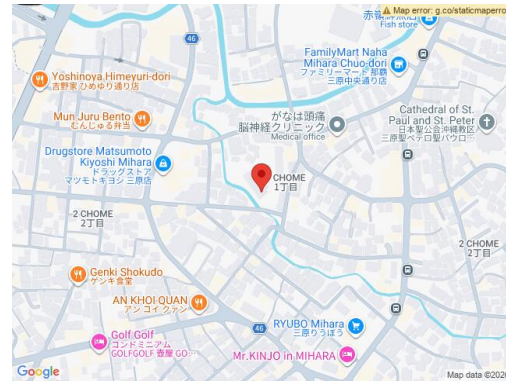 ⚠ Map error: g.co/staticmaperro
Fish store
46
FamilyMart Naha
Mihara Chuo-dori
ファミリーマート 那覇
三原中央通り店
Yoshinoya Himeyuri-dori
吉野家 ひめゆり通り店
Mun Juru Bento
むんじゅる弁当
がなは頭痛
脳神経クリニック
Medical office
Cathedral of St.
Paul and St. Peter
日本聖公会沖縄教区
三原聖ペテロ聖パウロ...
Drugstore Matsumoto
Kiyoshi Mihara
ドラッグストア
マツモトキヨシ 三原店
CHOME
1丁目
2 CHOME
2丁目
2 CHOME
2丁目
Genki Shokudo
ゲンキ食堂
AN KHOI QUAN
アン コイ クァン
46
RYUBO Mihara
三原りうぼう
Golf Golf
コンドミニアム
GOLFGOLF 壺屋 GO...
Mr.KINJO in MIHARA
Google
Map data ©2026